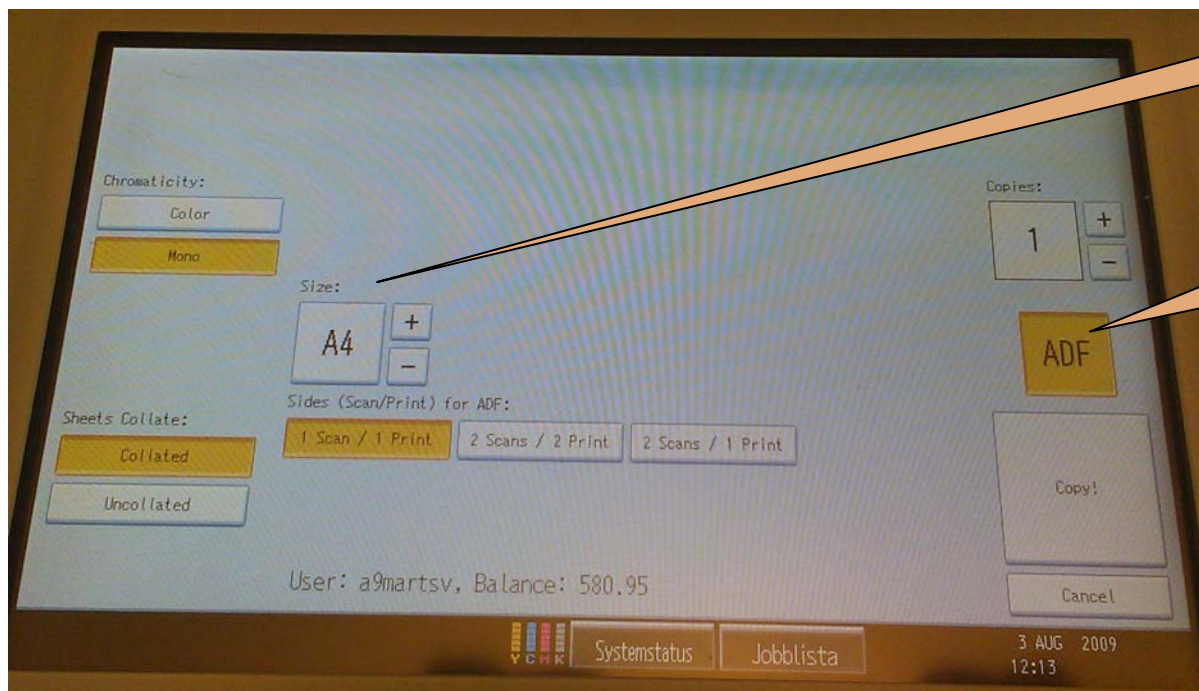 Chromaticity:
Color
Mono
Size:
A4
+
-
Sheets Collate:
Collated
Uncollated
Sides (Scan/Print) for ADF:
1 Scan / 1 Print
2 Scans / 2 Print
2 Scans / 1 Print
Copies:
1
+
-
ADF
Copy!
Cancel
User: a9martsv, Balance: 580.95
Y C M K
Systemstatus
Jobblista
3 AUG 2009
12:13